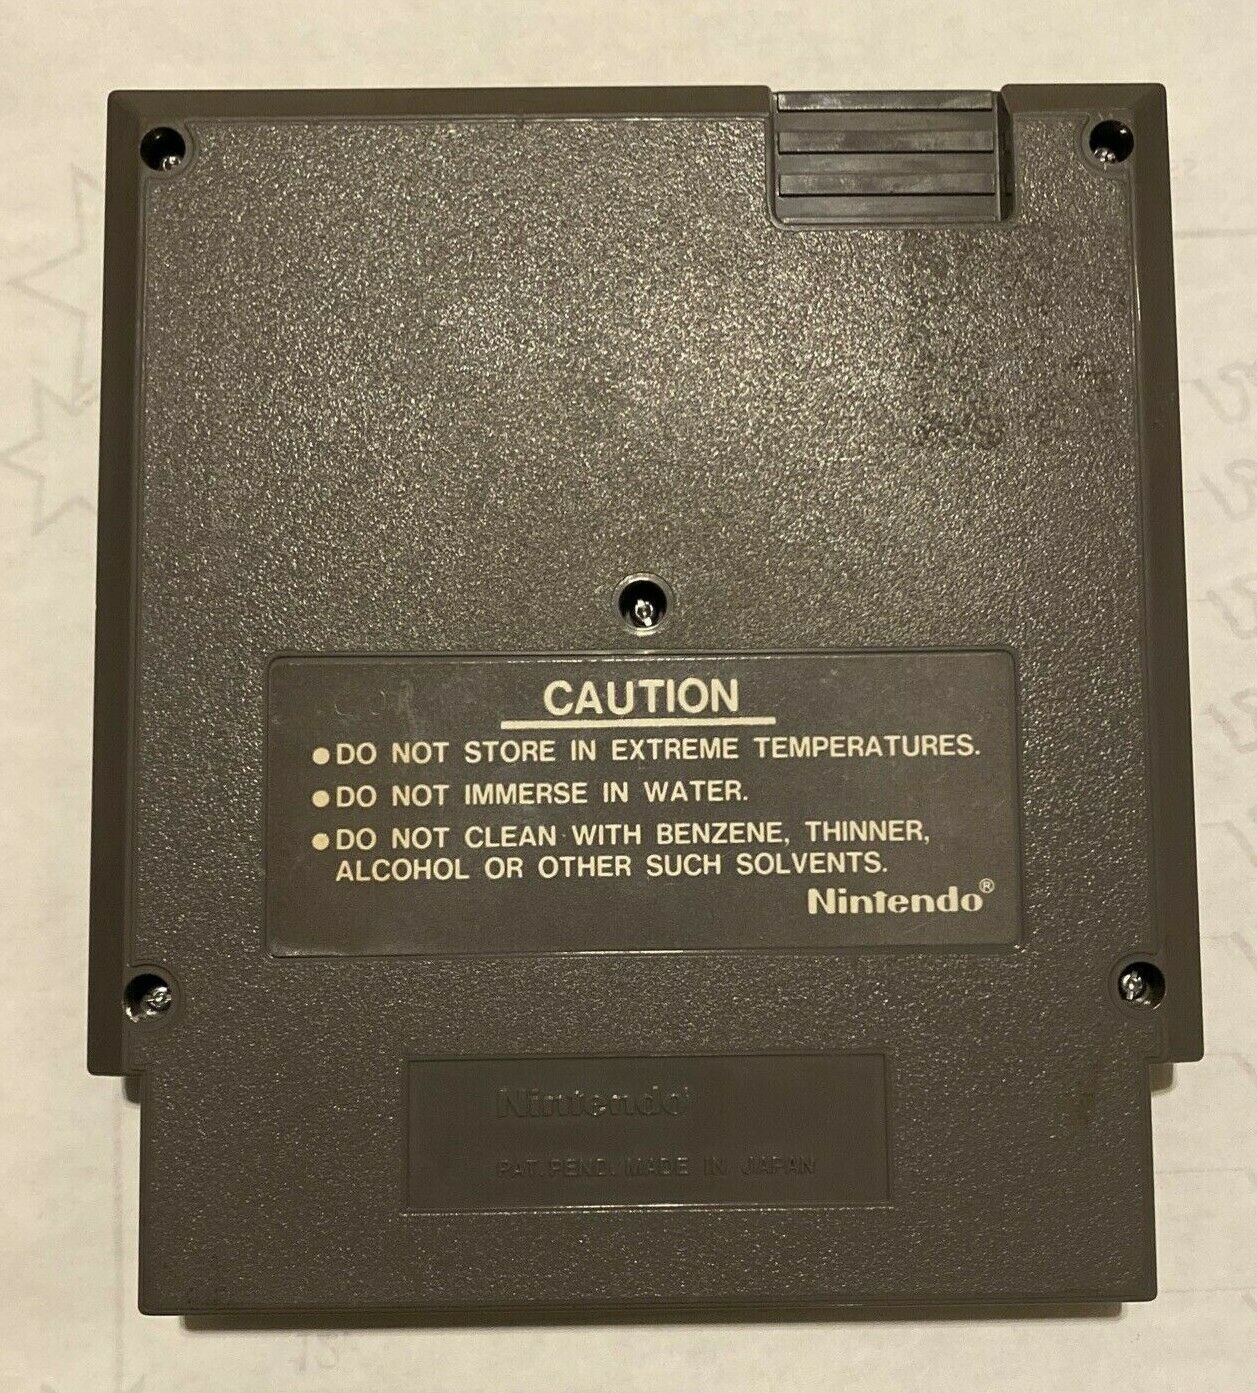 CAUTION
●DO NOT STORE IN EXTREME TEMPERATURES.
●DO NOT IMMERSE IN WATER.
●DO NOT CLEAN WITH BENZENE, THINNER,
ALCOHOL OR OTHER SUCH SOLVENTS.
Nintendo®
Nintendo®
PAT. PEND./MADE IN JAPAN